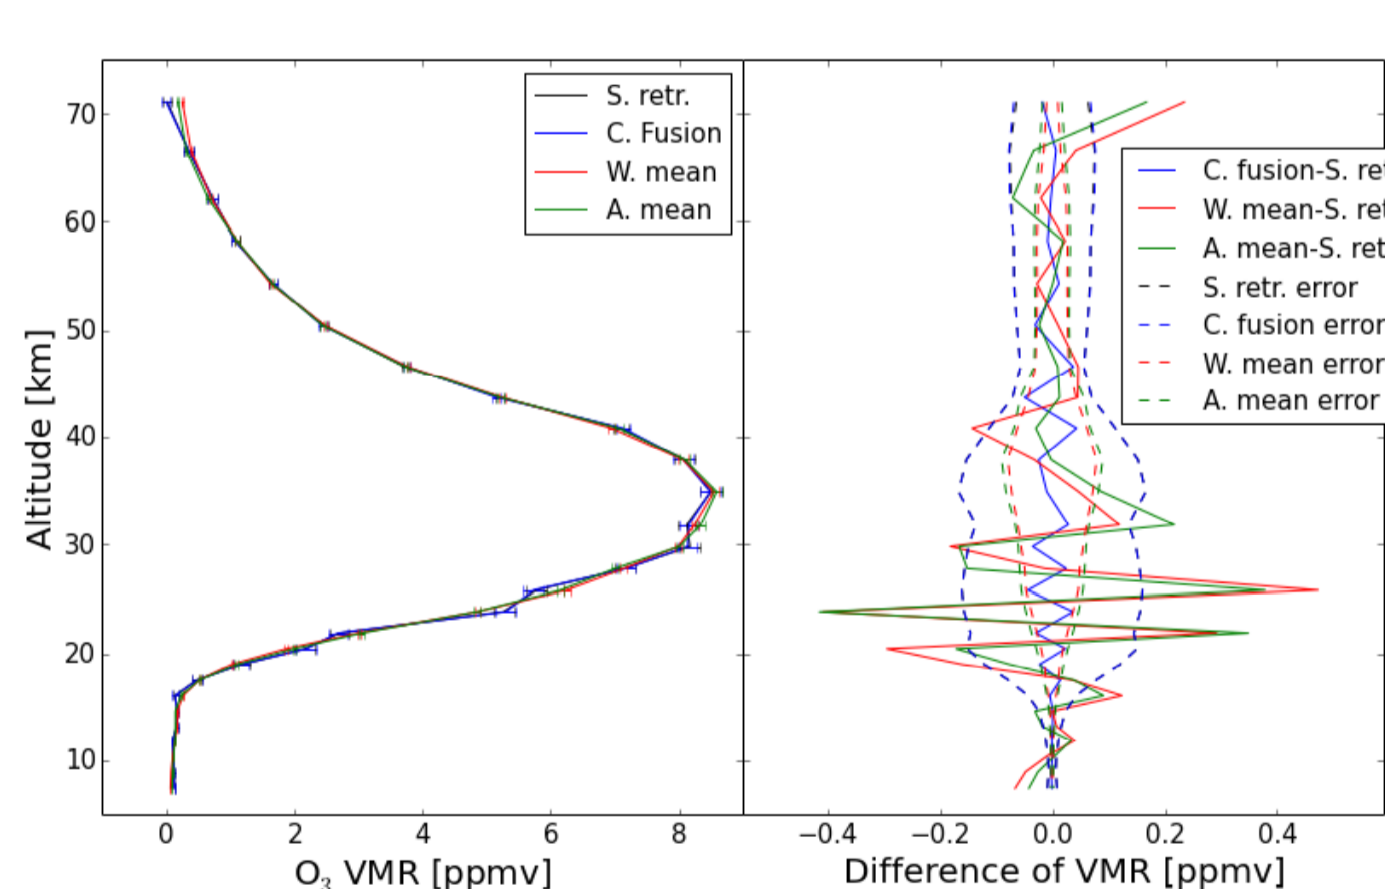 S. retr.
C. Fusion
W. mean
A. mean
70
60
50
40
30
20
10
Altitude [km]
0 2 4 6 8
O₃ VMR [ppmv]
C. fusion-S. ret
W. mean-S. ret
A. mean-S. ret
S. retr. error
C. fusion error
W. mean error
A. mean error
−0.4 −0.2 0.0 0.2 0.4
Difference of VMR [ppmv]